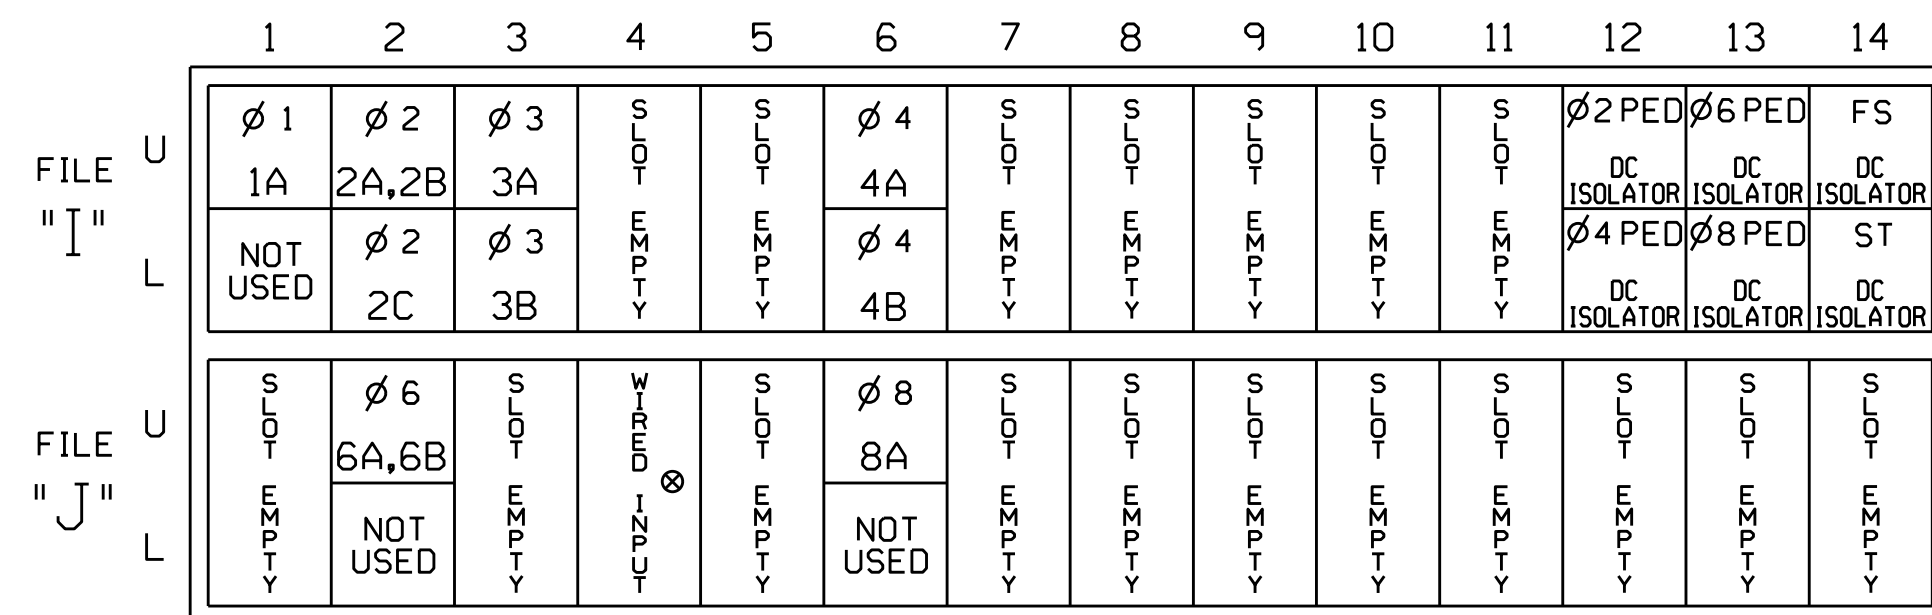 1 2 3 4 5 6 7 8 9 10 11 12 13 14
FILE "I"
U
L
Ø 1
1A
NOT
USED
Ø 2
2A,2B
Ø 2
2C
Ø 3
3A
Ø 3
3B
SLOT EMPTY
SLOT EMPTY
Ø 4
4A
Ø 4
4B
SLOT EMPTY
SLOT EMPTY
SLOT EMPTY
SLOT EMPTY
SLOT EMPTY
Ø2 PED
DC
ISOLATOR
Ø4 PED
DC
ISOLATOR
Ø6 PED
DC
ISOLATOR
Ø8 PED
DC
ISOLATOR
FS
DC
ISOLATOR
ST
DC
ISOLATOR
FILE "J"
U
L
SLOT EMPTY
Ø 6
6A,6B
NOT
USED
SLOT EMPTY
WIRED INPUT
⊗
SLOT EMPTY
Ø 8
8A
NOT
USED
SLOT EMPTY
SLOT EMPTY
SLOT EMPTY
SLOT EMPTY
SLOT EMPTY
SLOT EMPTY
SLOT EMPTY
SLOT EMPTY